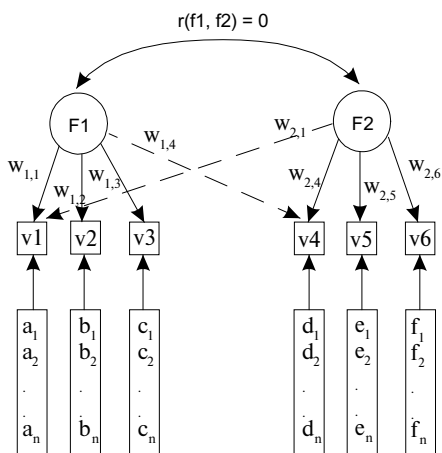 r(f1, f2) = 0
F1 F2
w1,4 w2,1
w1,1 w1,2 w1,3 w2,4 w2,5 w2,6
v1 v2 v3 v4 v5 v6
a1 b1 c1 d1 e1 f1
a2 b2 c2 d2 e2 f2
. . . . . .
. . . . . .
an bn cn dn en fn